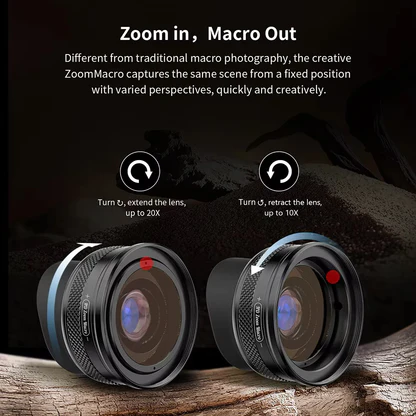 Zoom in，Macro Out
Different from traditional macro photography, the creative
ZoomMacro captures the same scene from a fixed position
with varied perspectives, quickly and creatively.
Turn ↻, extend the lens,
up to 20X
Turn ↺, retract the lens,
up to 10X